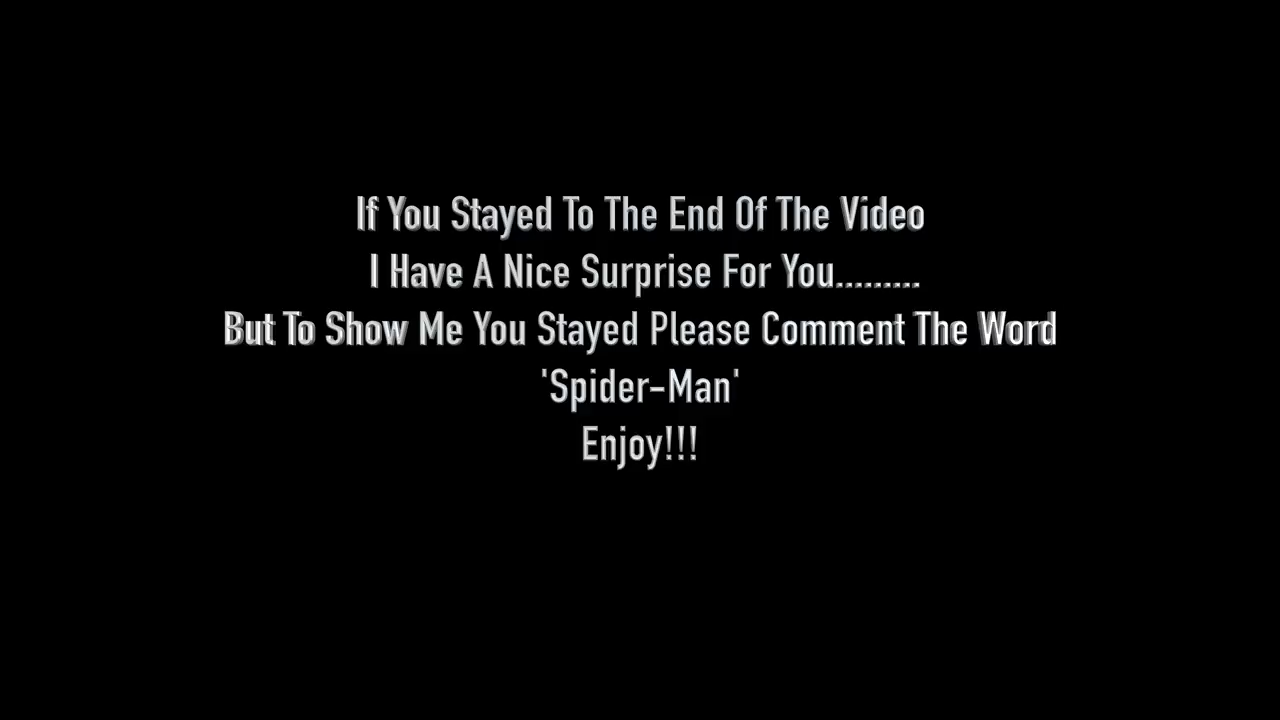 If You Stayed To The End Of The Video
I Have A Nice Surprise For You.........
But To Show Me You Stayed Please Comment The Word
'Spider-Man'
Enjoy!!!